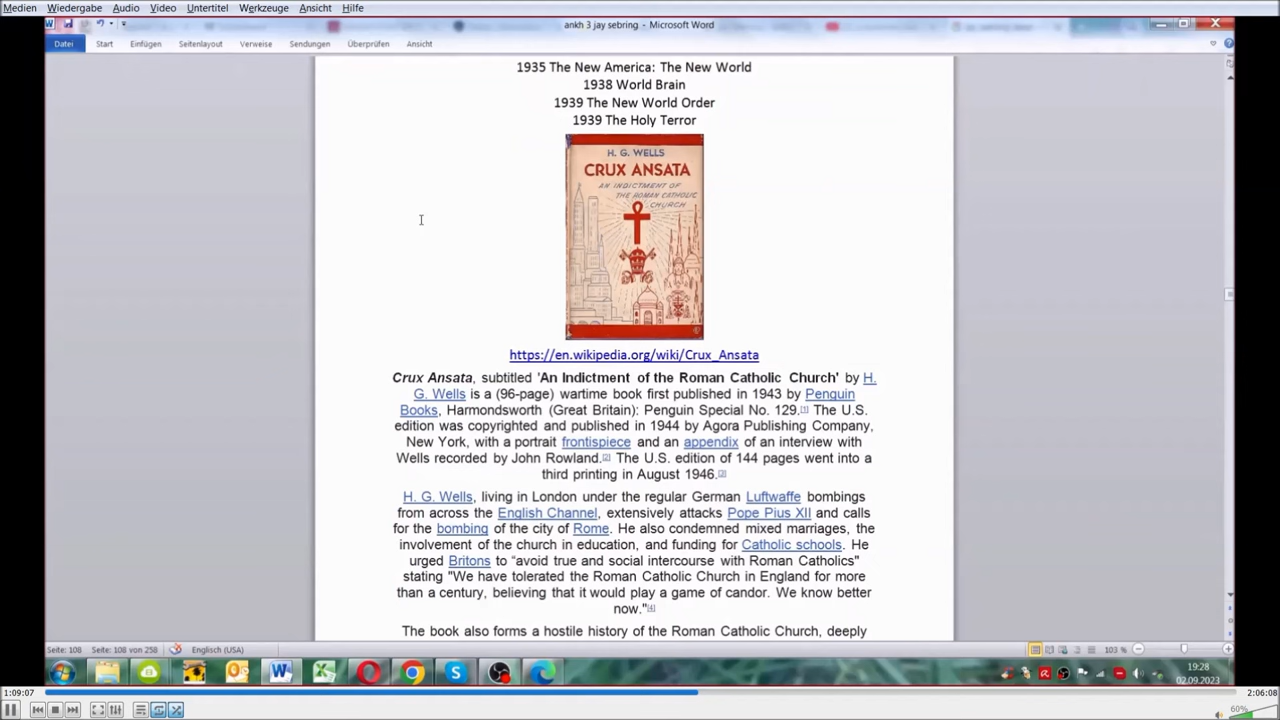 Medien Wiedergabe Audio Video Untertitel Werkzeuge Ansicht Hilfe
ankh 3 jay sebring - Microsoft Word
Datei Start Einfügen Seitenlayout Verweise Sendungen Überprüfen Ansicht
1935 The New America: The New World
1938 World Brain
1939 The New World Order
1939 The Holy Terror
H. G. WELLS
CRUX ANSATA
AN INDICTMENT OF
THE ROMAN CATHOLIC
CHURCH
https://en.wikipedia.org/wiki/Crux_Ansata
Crux Ansata, subtitled 'An Indictment of the Roman Catholic Church' by H.
G. Wells is a (96-page) wartime book first published in 1943 by Penguin
Books, Harmondsworth (Great Britain): Penguin Special No. 129.[1] The U.S.
edition was copyrighted and published in 1944 by Agora Publishing Company,
New York, with a portrait frontispiece and an appendix of an interview with
Wells recorded by John Rowland.[2] The U.S. edition of 144 pages went into a
third printing in August 1946.[3]
H. G. Wells, living in London under the regular German Luftwaffe bombings
from across the English Channel, extensively attacks Pope Pius XII and calls
for the bombing of the city of Rome. He also condemned mixed marriages, the
involvement of the church in education, and funding for Catholic schools. He
urged Britons to “avoid true and social intercourse with Roman Catholics"
stating "We have tolerated the Roman Catholic Church in England for more
than a century, believing that it would play a game of candor. We know better
now."[4]
The book also forms a hostile history of the Roman Catholic Church, deeply
Seite: 108 Seite: 108 von 258 Englisch (USA) 103 %
19:28
02.09.2023
1:09:07 2:06:08
60%